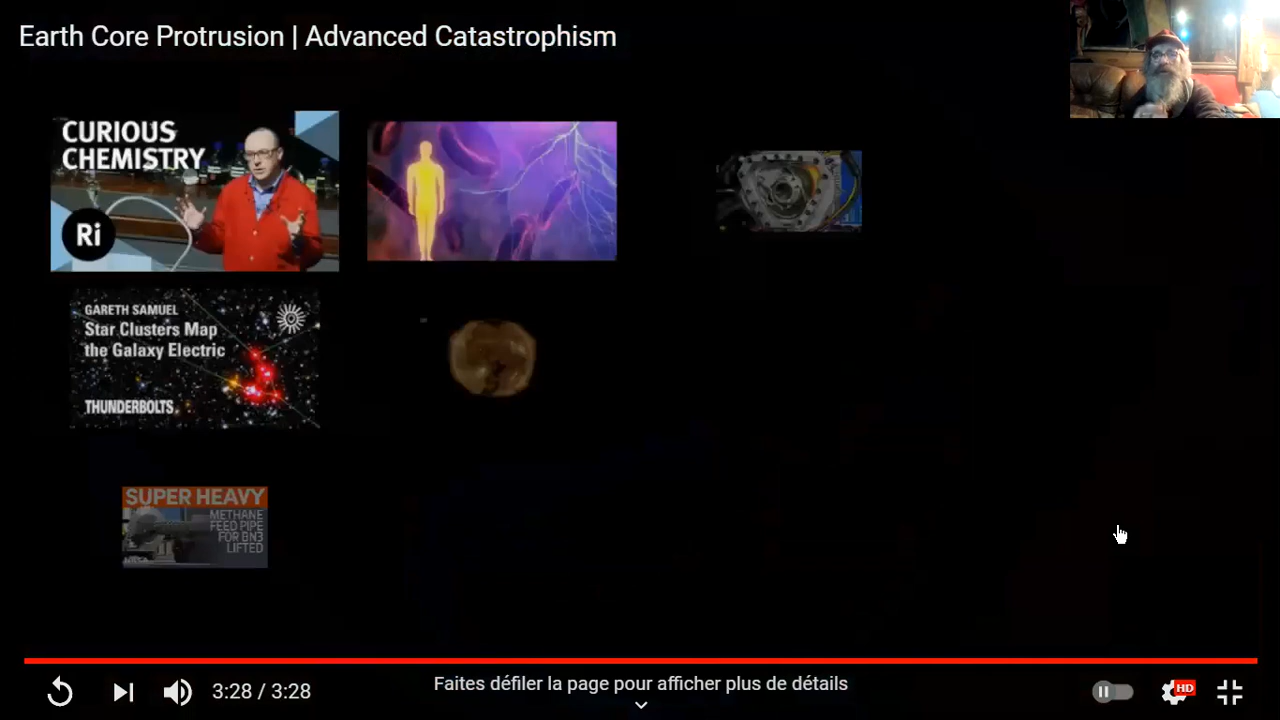 Earth Core Protrusion | Advanced Catastrophism
CURIOUS
CHEMISTRY
Ri
GARETH SAMUEL
Star Clusters Map
the Galaxy Electric
THUNDERBOLTS
SUPER HEAVY
METHANE
FEED PIPE
FOR BN3
LIFTED
3:28 / 3:28
Faites défiler la page pour afficher plus de détails
HD